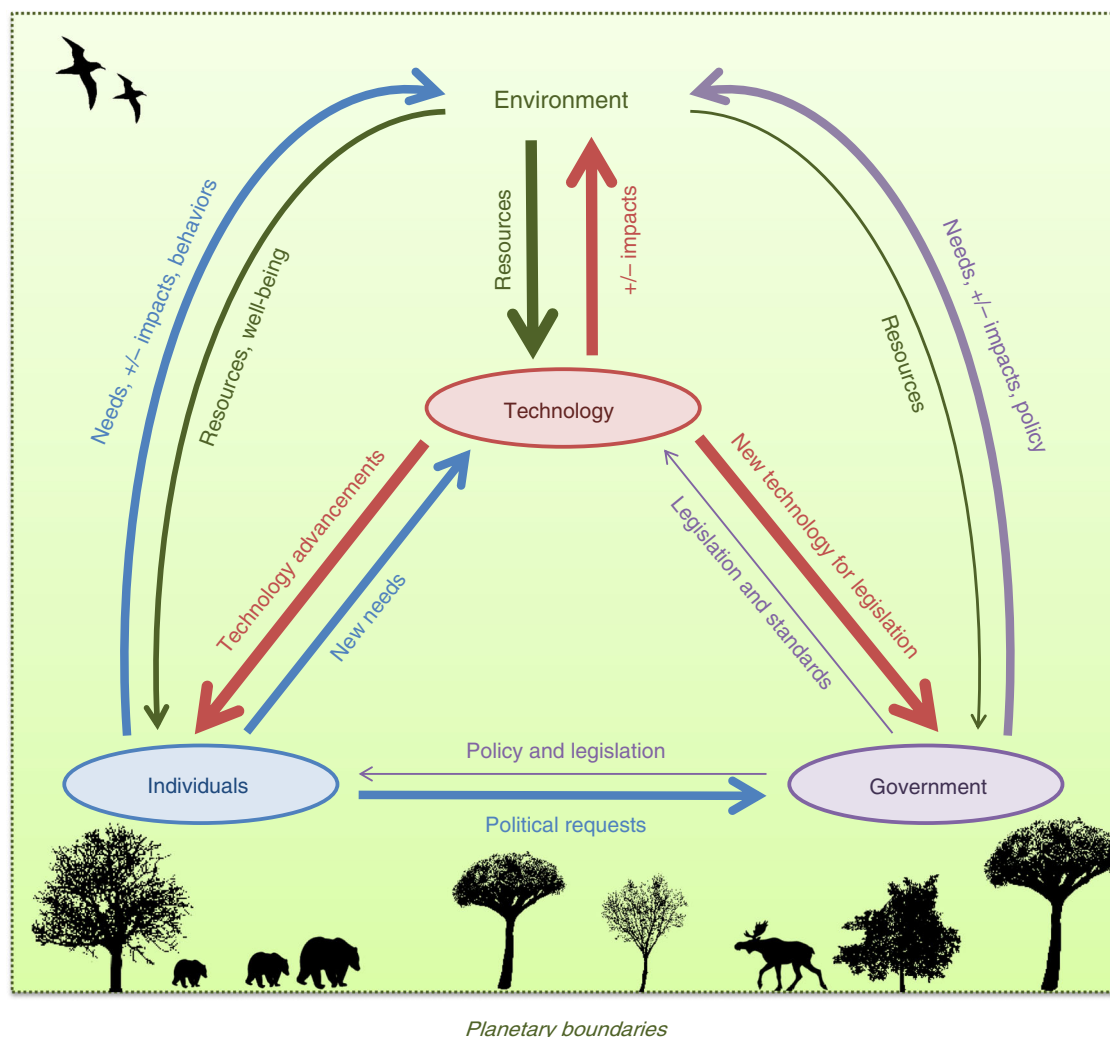 Environment
Needs, +/– impacts, behaviors
Resources, well-being
Resources
+/– impacts
Resources
Needs, +/– impacts, policy
Technology
Technology advancements
New needs
Legislation and standards
New technology for legislation
Policy and legislation
Individuals
Government
Political requests
Planetary boundaries